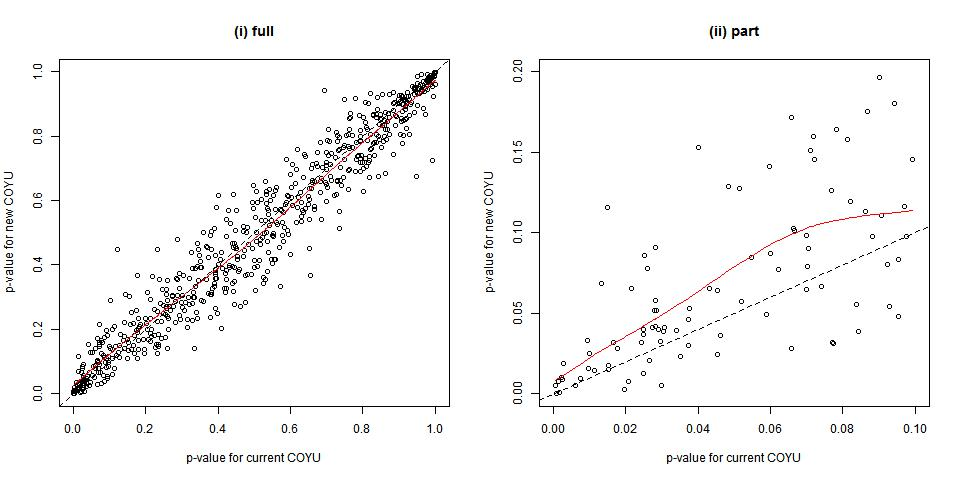 (i) full
p-value for new COYU
1.0
0.8
0.6
0.4
0.2
0.0
0.0 0.2 0.4 0.6 0.8 1.0
p-value for current COYU
(ii) part
p-value for new COYU
0.20
0.15
0.10
0.05
0.00
0.00 0.02 0.04 0.06 0.08 0.10
p-value for current COYU